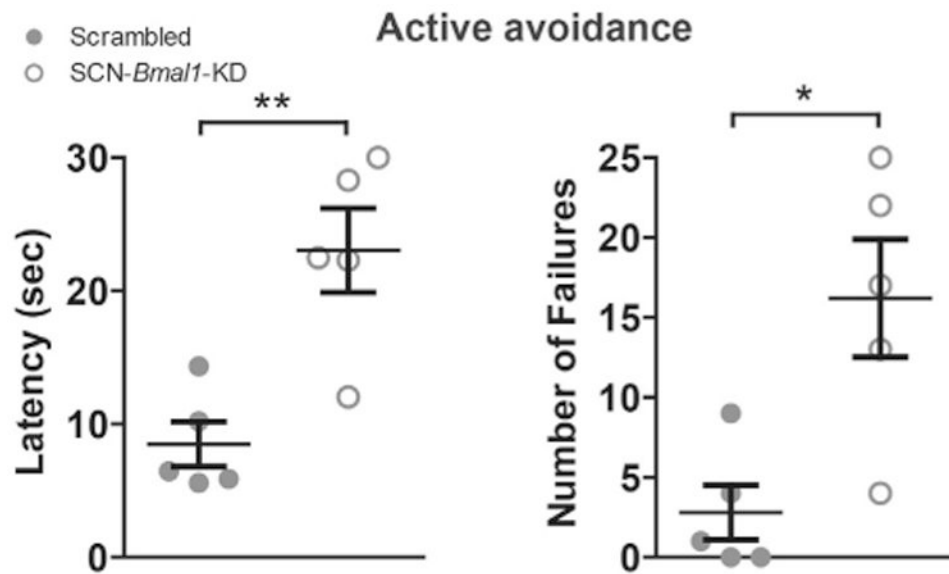 Active avoidance
Scrambled
SCN-Bmal1-KD
**
Latency (sec)
30
20
10
0
*
Number of Failures
25
20
15
10
5
0